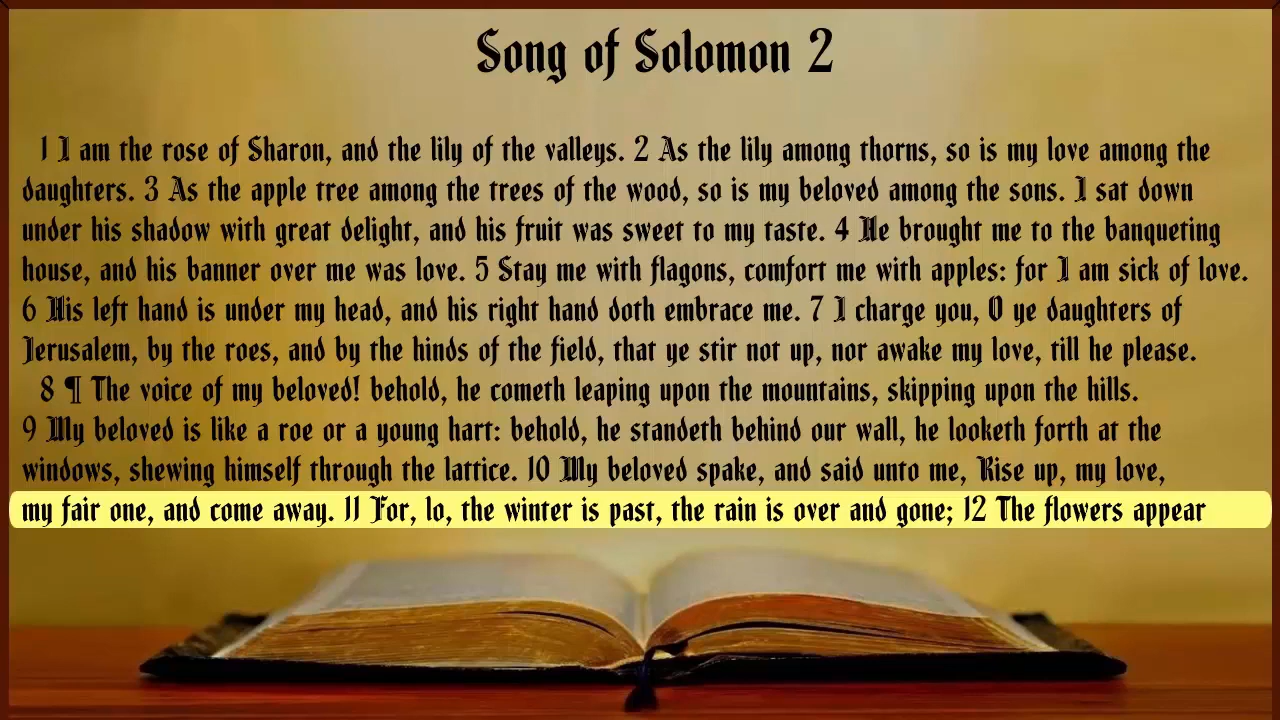 Song of Solomon 2
1 I am the rose of Sharon, and the lily of the valleys. 2 As the lily among thorns, so is my love among the
daughters. 3 As the apple tree among the trees of the wood, so is my beloved among the sons. I sat down
under his shadow with great delight, and his fruit was sweet to my taste. 4 He brought me to the banqueting
house, and his banner over me was love. 5 Stay me with flagons, comfort me with apples: for I am sick of love.
6 His left hand is under my head, and his right hand doth embrace me. 7 I charge you, O ye daughters of
Jerusalem, by the roes, and by the hinds of the field, that ye stir not up, nor awake my love, till he please.
8 ¶ The voice of my beloved! behold, he cometh leaping upon the mountains, skipping upon the hills.
9 My beloved is like a roe or a young hart: behold, he standeth behind our wall, he looketh forth at the
windows, shewing himself through the lattice. 10 My beloved spake, and said unto me, Rise up, my love,
my fair one, and come away. 11 For, lo, the winter is past, the rain is over and gone; 12 The flowers appear